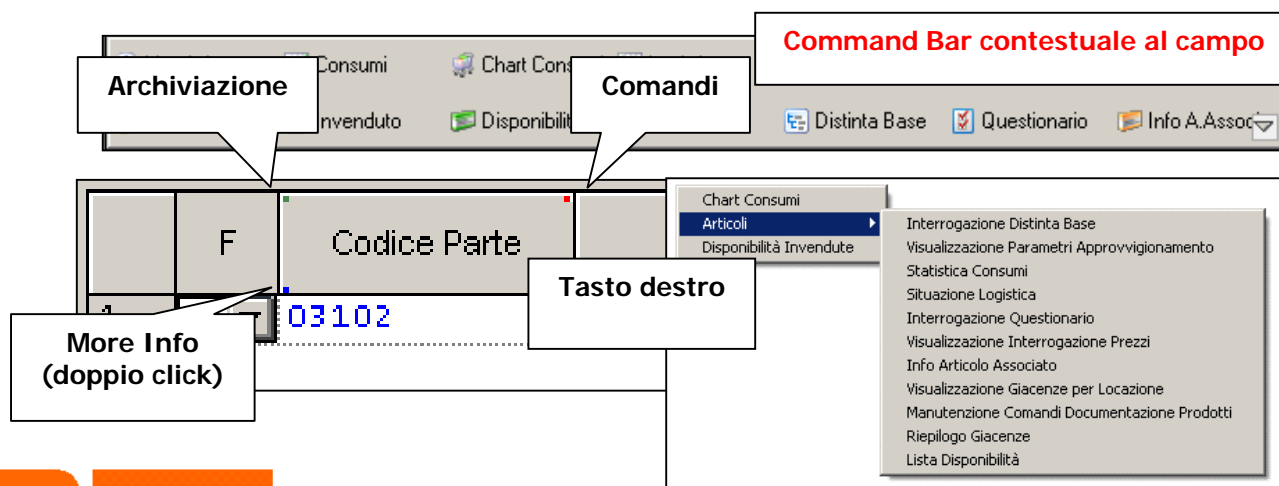 Command Bar contestuale al campo
Consumi
Chart Cons
Archiviazione
Comandi
nvenduto
Disponibilit
Distinta Base
Questionario
Info A.Assoc
F
Codice Parte
03102
More Info
(doppio click)
Tasto destro
Chart Consumi
Articoli
Disponibilità Invendute
Interrogazione Distinta Base
Visualizzazione Parametri Approvvigionamento
Statistica Consumi
Situazione Logistica
Interrogazione Questionario
Visualizzazione Interrogazione Prezzi
Info Articolo Associato
Visualizzazione Giacenze per Locazione
Manutenzione Comandi Documentazione Prodotti
Riepilogo Giacenze
Lista Disponibilità